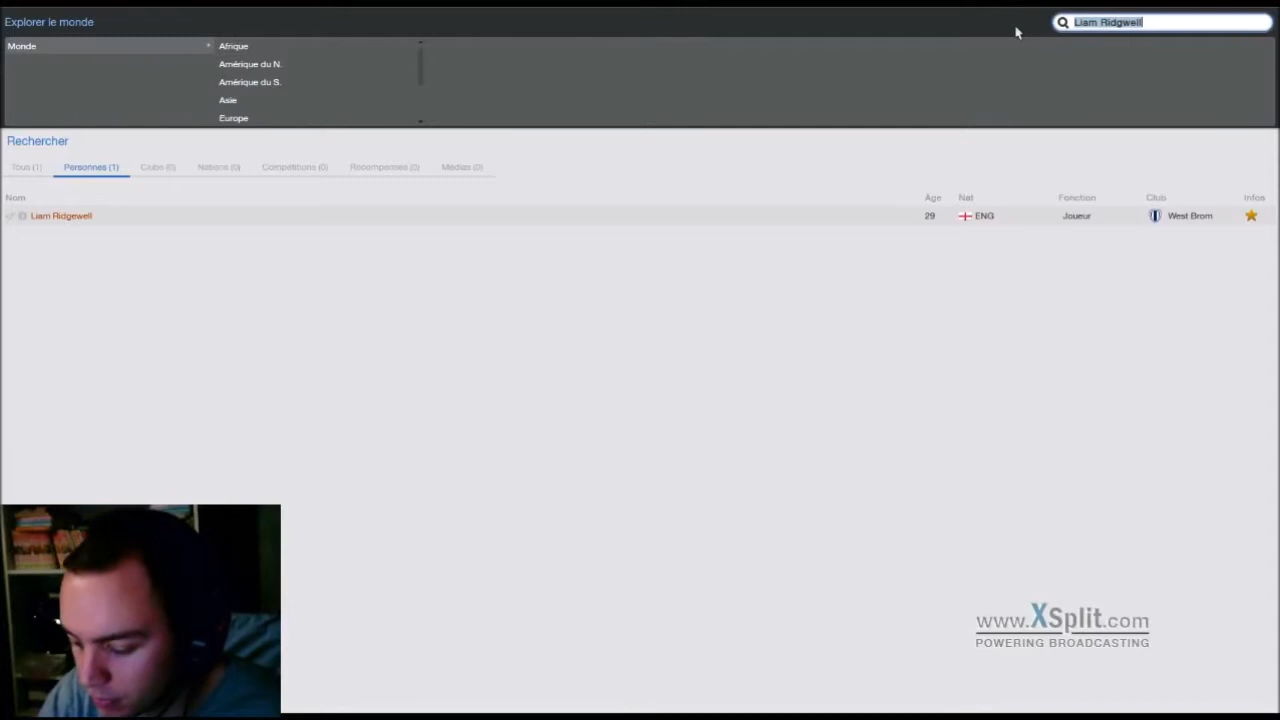 Explorer le monde
Liam Ridgwell
Monde
Afrique
Amérique du N.
Amérique du S.
Asie
Europe
Rechercher
Tous (1) Personnes (1) Clubs (0) Nations (0) Compétitions (0) Récompenses (0) Médias (0)
Nom Âge Nat Fonction Club Infos
Liam Ridgewell 29 ENG Joueur West Brom
www.XSplit.com
POWERING BROADCASTING